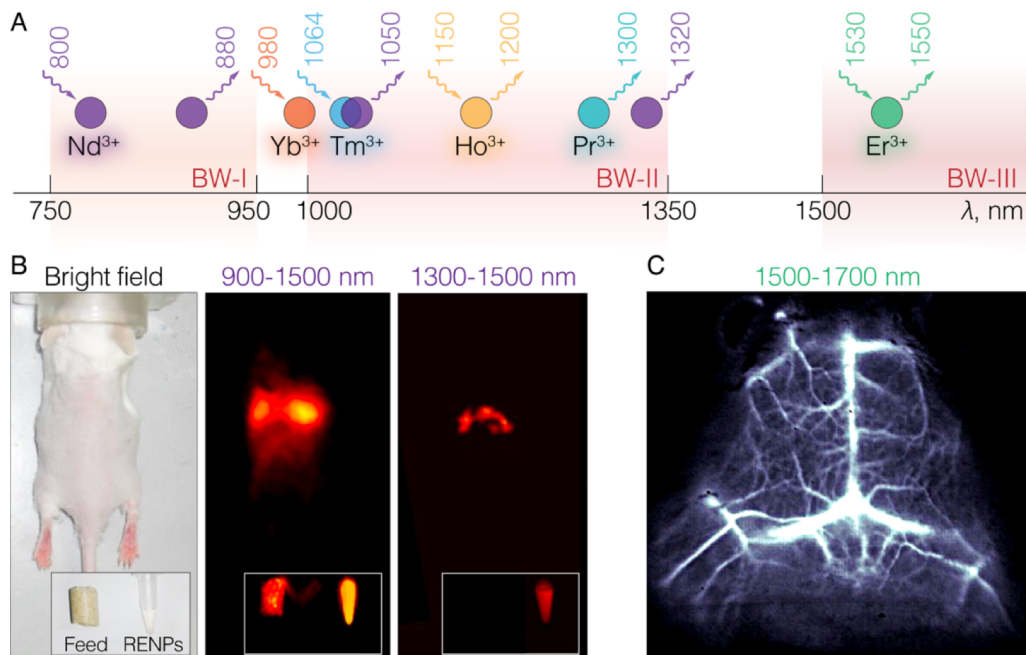 A
800
880
980
1064
1050
1150
1200
1300
1320
1530
1550
Nd³⁺
Yb³⁺
Tm³⁺
Ho³⁺
Pr³⁺
Er³⁺
BW-I
BW-II
BW-III
750
950
1000
1350
1500
λ, nm
B
Bright field
900-1500 nm
1300-1500 nm
Feed
RENPs
C
1500-1700 nm